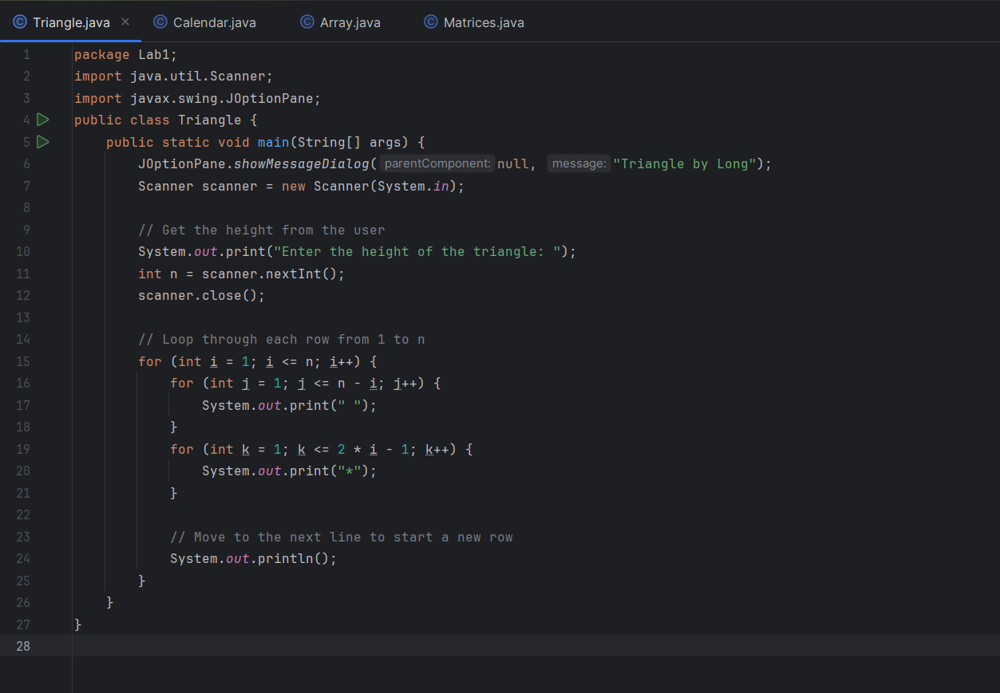 Triangle.java × Calendar.java Array.java Matrices.java
1 package Lab1;
2 import java.util.Scanner;
3 import javax.swing.JOptionPane;
4 public class Triangle {
5     public static void main(String[] args) {
6         JOptionPane.showMessageDialog( parentComponent: null, message: "Triangle by Long");
7         Scanner scanner = new Scanner(System.in);
8
9         // Get the height from the user
10         System.out.print("Enter the height of the triangle: ");
11         int n = scanner.nextInt();
12         scanner.close();
13
14         // Loop through each row from 1 to n
15         for (int i = 1; i <= n; i++) {
16             for (int j = 1; j <= n - i; j++) {
17                 System.out.print(" ");
18             }
19             for (int k = 1; k <= 2 * i - 1; k++) {
20                 System.out.print("*");
21             }
22
23             // Move to the next line to start a new row
24             System.out.println();
25         }
26     }
27 }
28